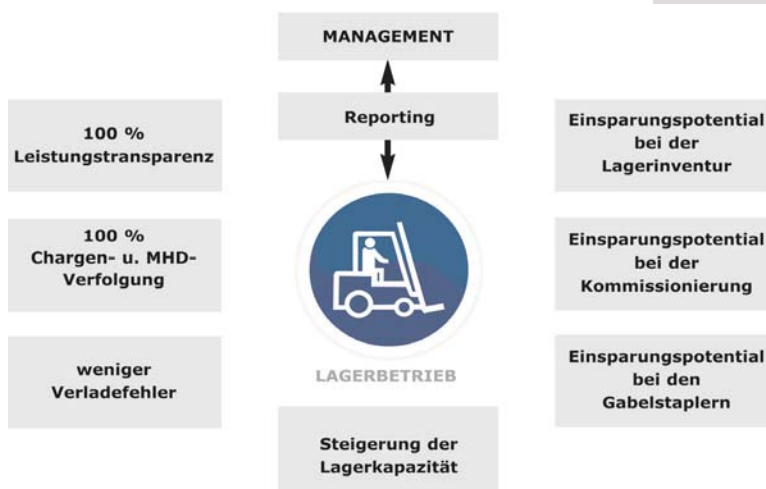 MANAGEMENT
Reporting
100 %
Leistungstransparenz
100 %
Chargen- u. MHD-
Verfolgung
weniger
Verladefehler
LAGERBETRIEB
Steigerung der
Lagerkapazität
Einsparungspotential
bei der
Lagerinventur
Einsparungspotential
bei der
Kommissionierung
Einsparungspotential
bei den
Gabelstaplern